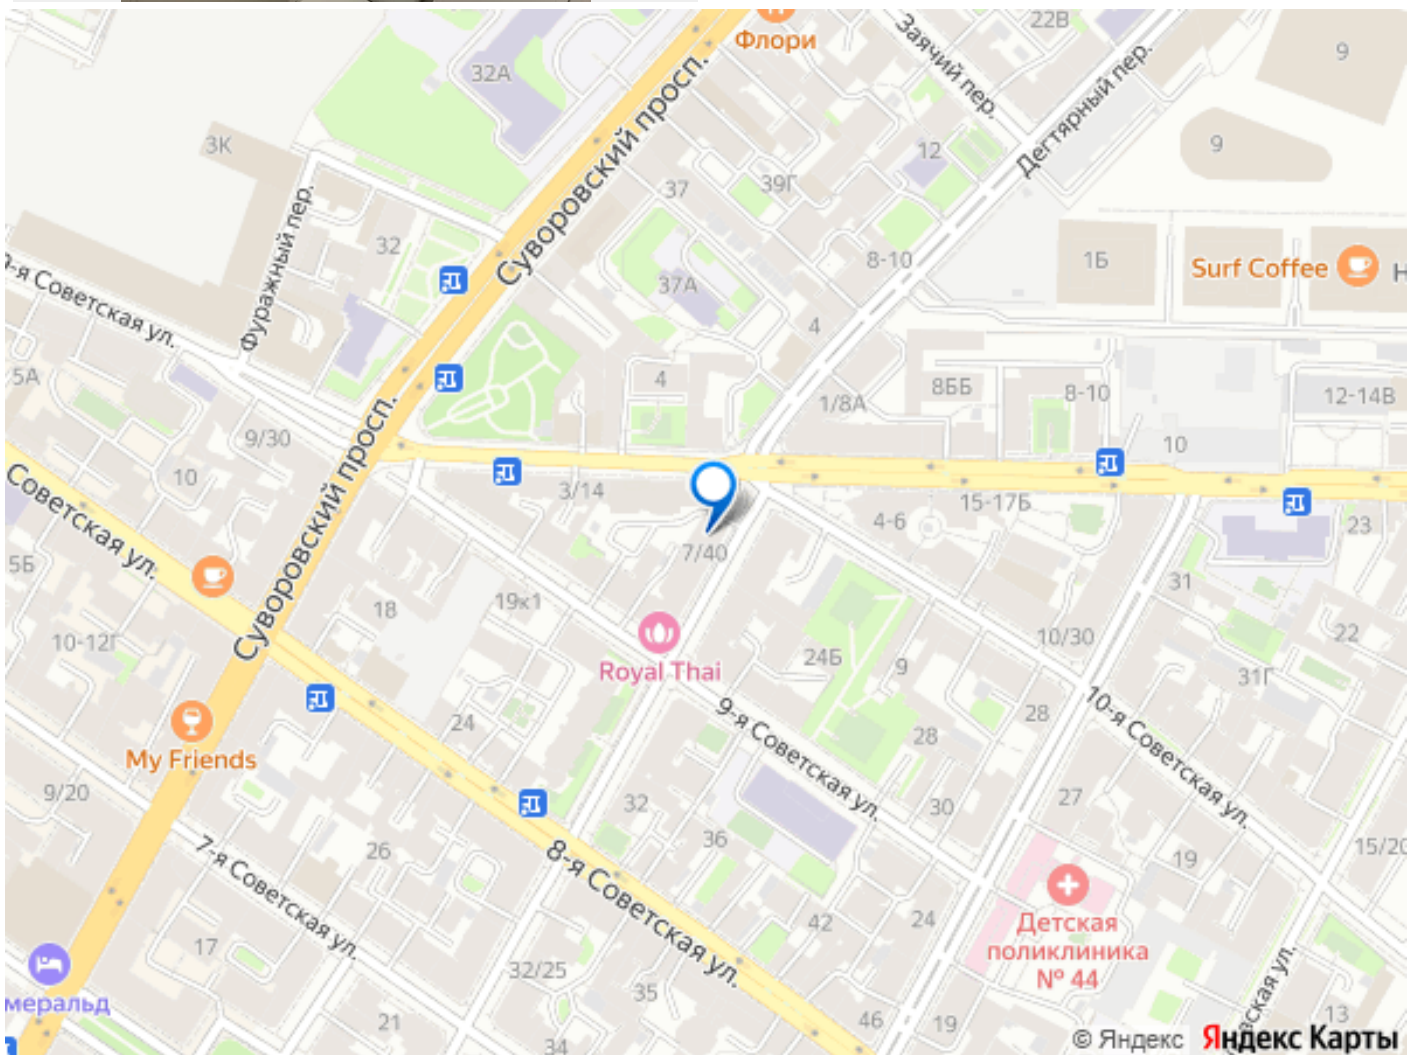 22В
Флори
Заячий пер.
9
32А
Суворовский просп.
Дегтярный пер.
3К
12
9
37
39Г
Фуражный пер.
32
8-10
1Б
Surf Coffee
Н
9-я Советская ул.
37А
4
5А
4
8ББ
8-10
12-14В
1/8А
Суворовский просп.
9/30
10
10
Советская ул.
3/14
15-17Б
4-6
23
7/40
5Б
31
19к1
18
10-12Г
10/30
22
24Б
9
Royal Thai
31Г
9-я Советская ул.
28
10-я Советская ул.
24
28
My Friends
9/20
32
27
30
36
7-я Советская ул.
26
8-я Советская ул.
19
15/20
Детская
поликлиника
№ 44
42
24
17
32/25
меральд
35
вская ул.
21
46
19
13
34
© Яндекс Яндекс Карты